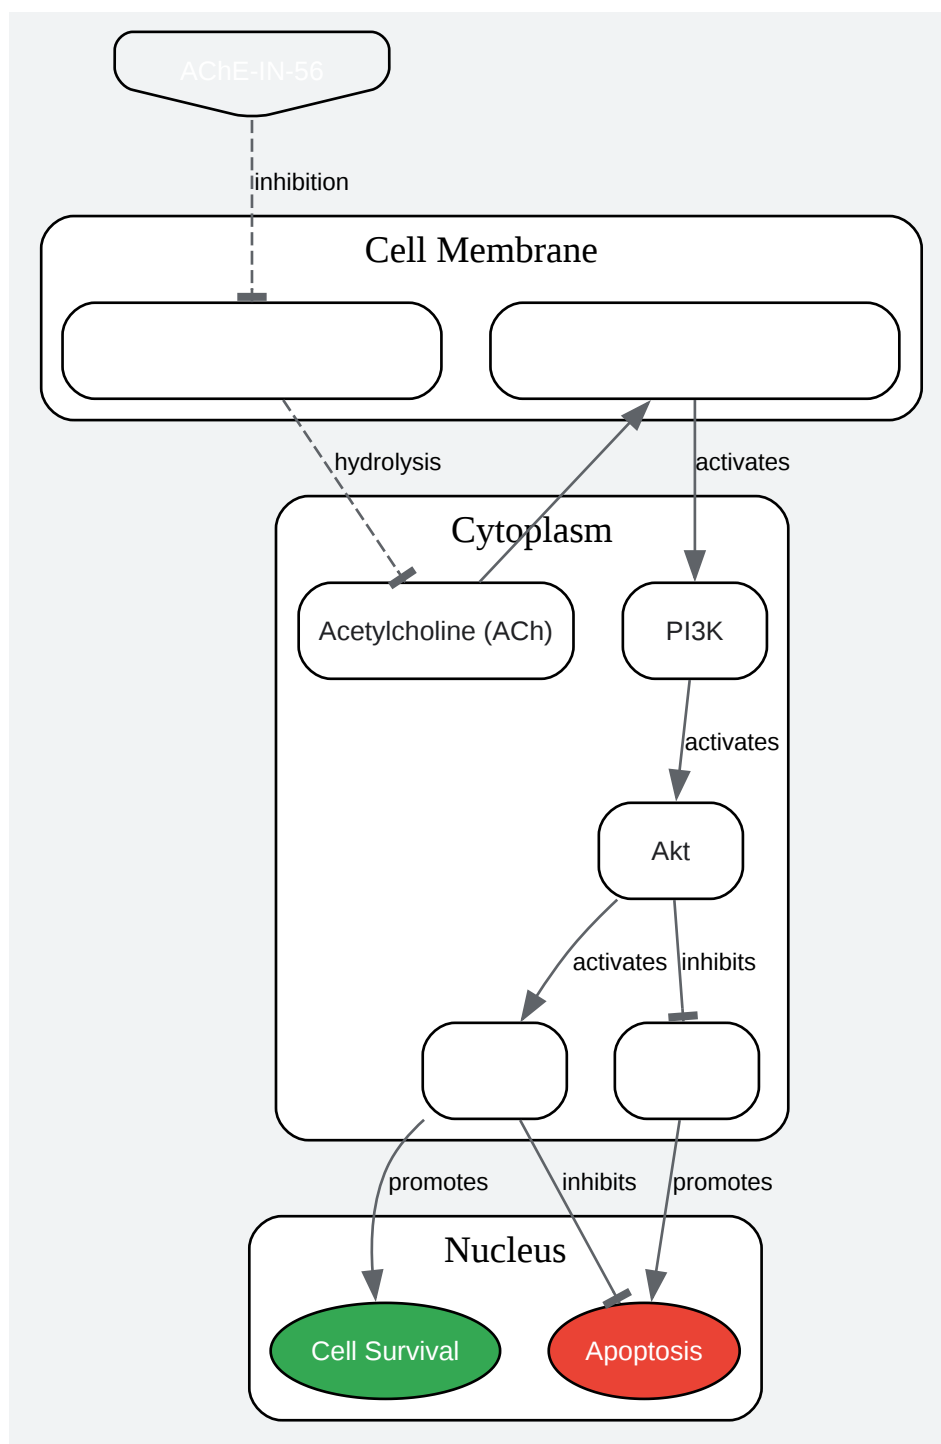 AChE-IN-56
inhibition
Cell Membrane
hydrolysis
activates
Cytoplasm
Acetylcholine (ACh)
PI3K
activates
Akt
activates
inhibits
promotes
inhibits
promotes
Nucleus
Cell Survival
Apoptosis